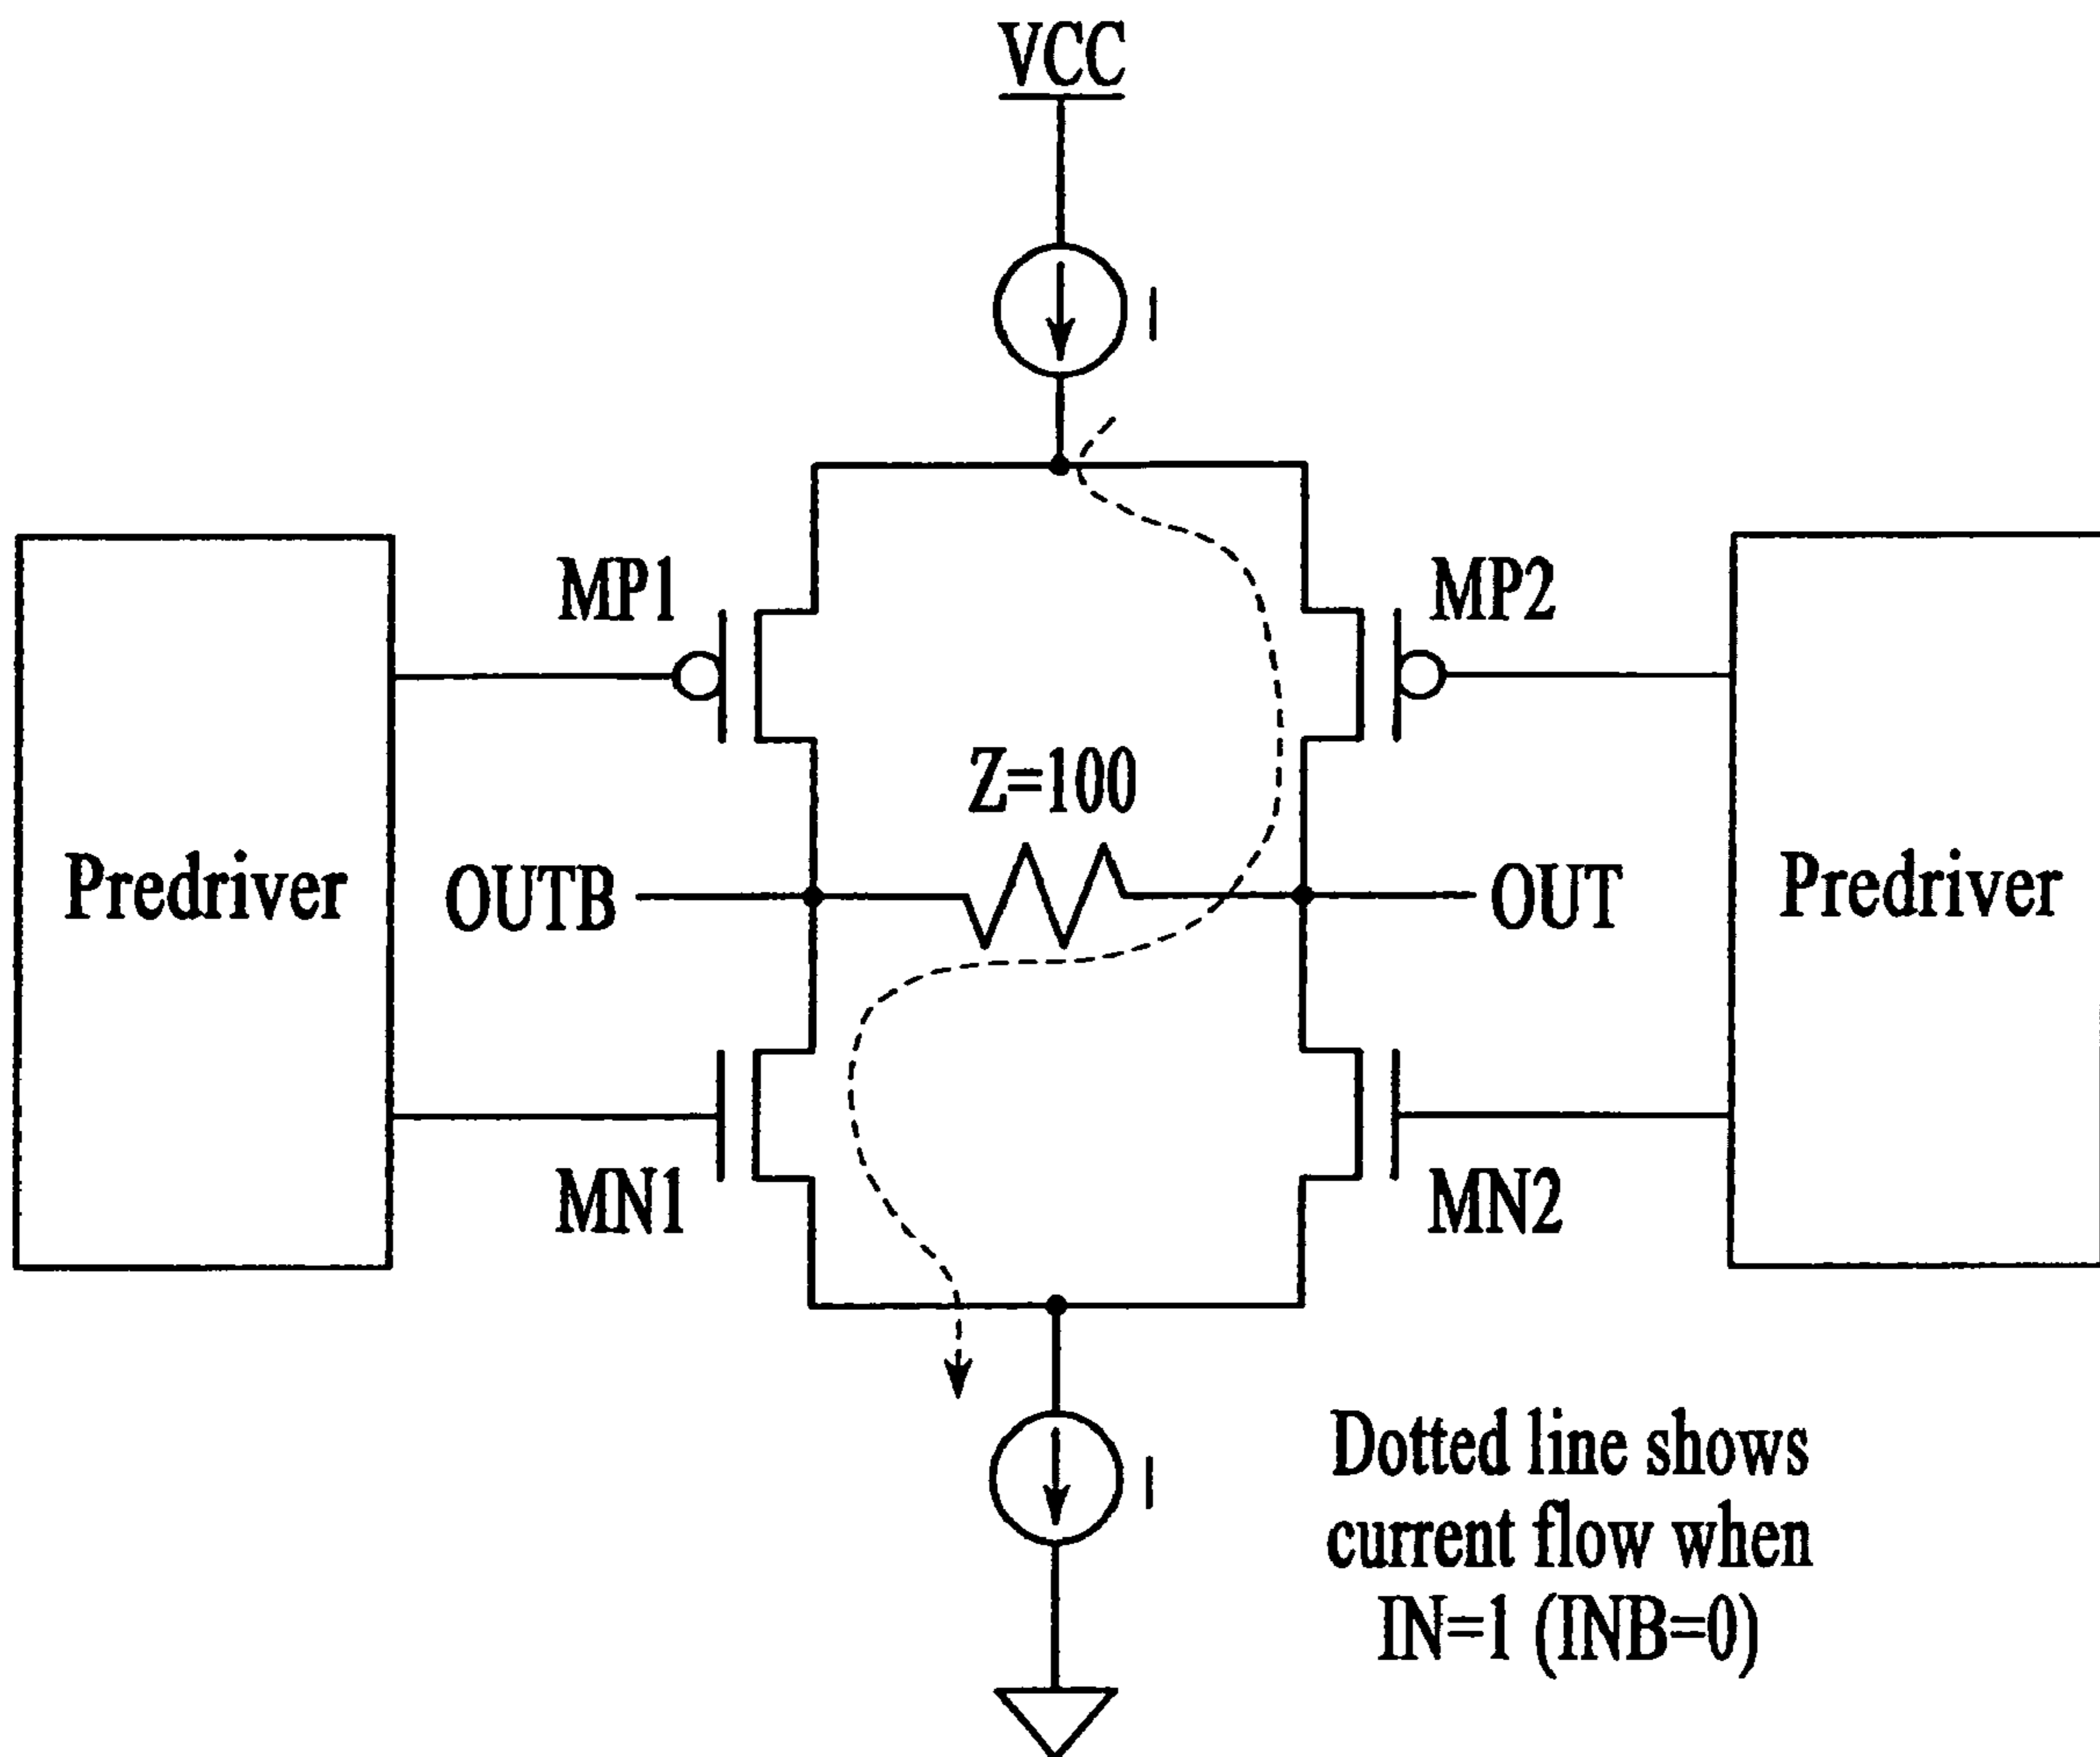 VCC
I
MP1
MP2
Z=100
Predriver
OUTB
OUT
Predriver
MN1
MN2
I
Dotted line shows
current flow when
IN=1 (INB=0)